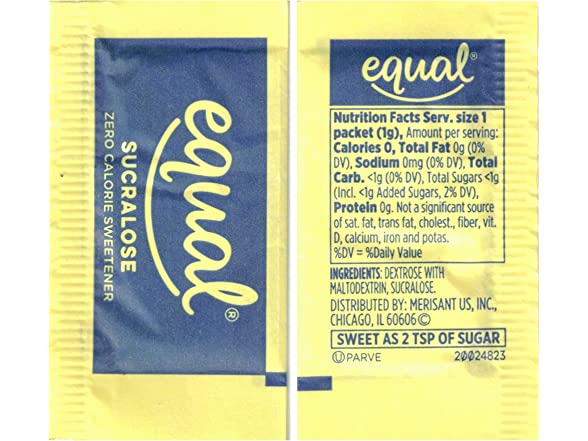 equal®
SUCRALOSE
ZERO CALORIE SWEETENER
equal®
Nutrition Facts Serv. size 1
packet (1g), Amount per serving:
Calories 0, Total Fat 0g (0%
DV), Sodium 0mg (0% DV), Total
Carb. <1g (0% DV), Total Sugars <1g
(Incl. <1g Added Sugars, 2% DV),
Protein 0g. Not a significant source
of sat. fat, trans fat, cholest., fiber, vit.
D, calcium, iron and potas.
%DV = %Daily Value
INGREDIENTS: DEXTROSE WITH
MALTODEXTRIN, SUCRALOSE.
DISTRIBUTED BY: MERISANT US, INC.,
CHICAGO, IL 60606 ©
SWEET AS 2 TSP OF SUGAR
U PARVE 20024823